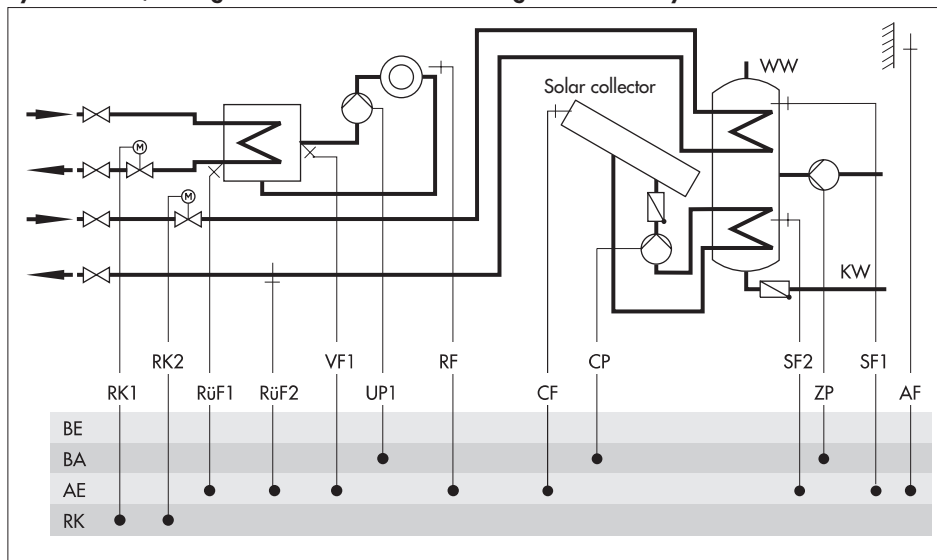 WW
Solar collector
M
M
KW
RK2 VF1 RF CP SF2 SF1
RK1 RüF1 RüF2 UP1 CF ZP AF
BE
BA
AE
RK